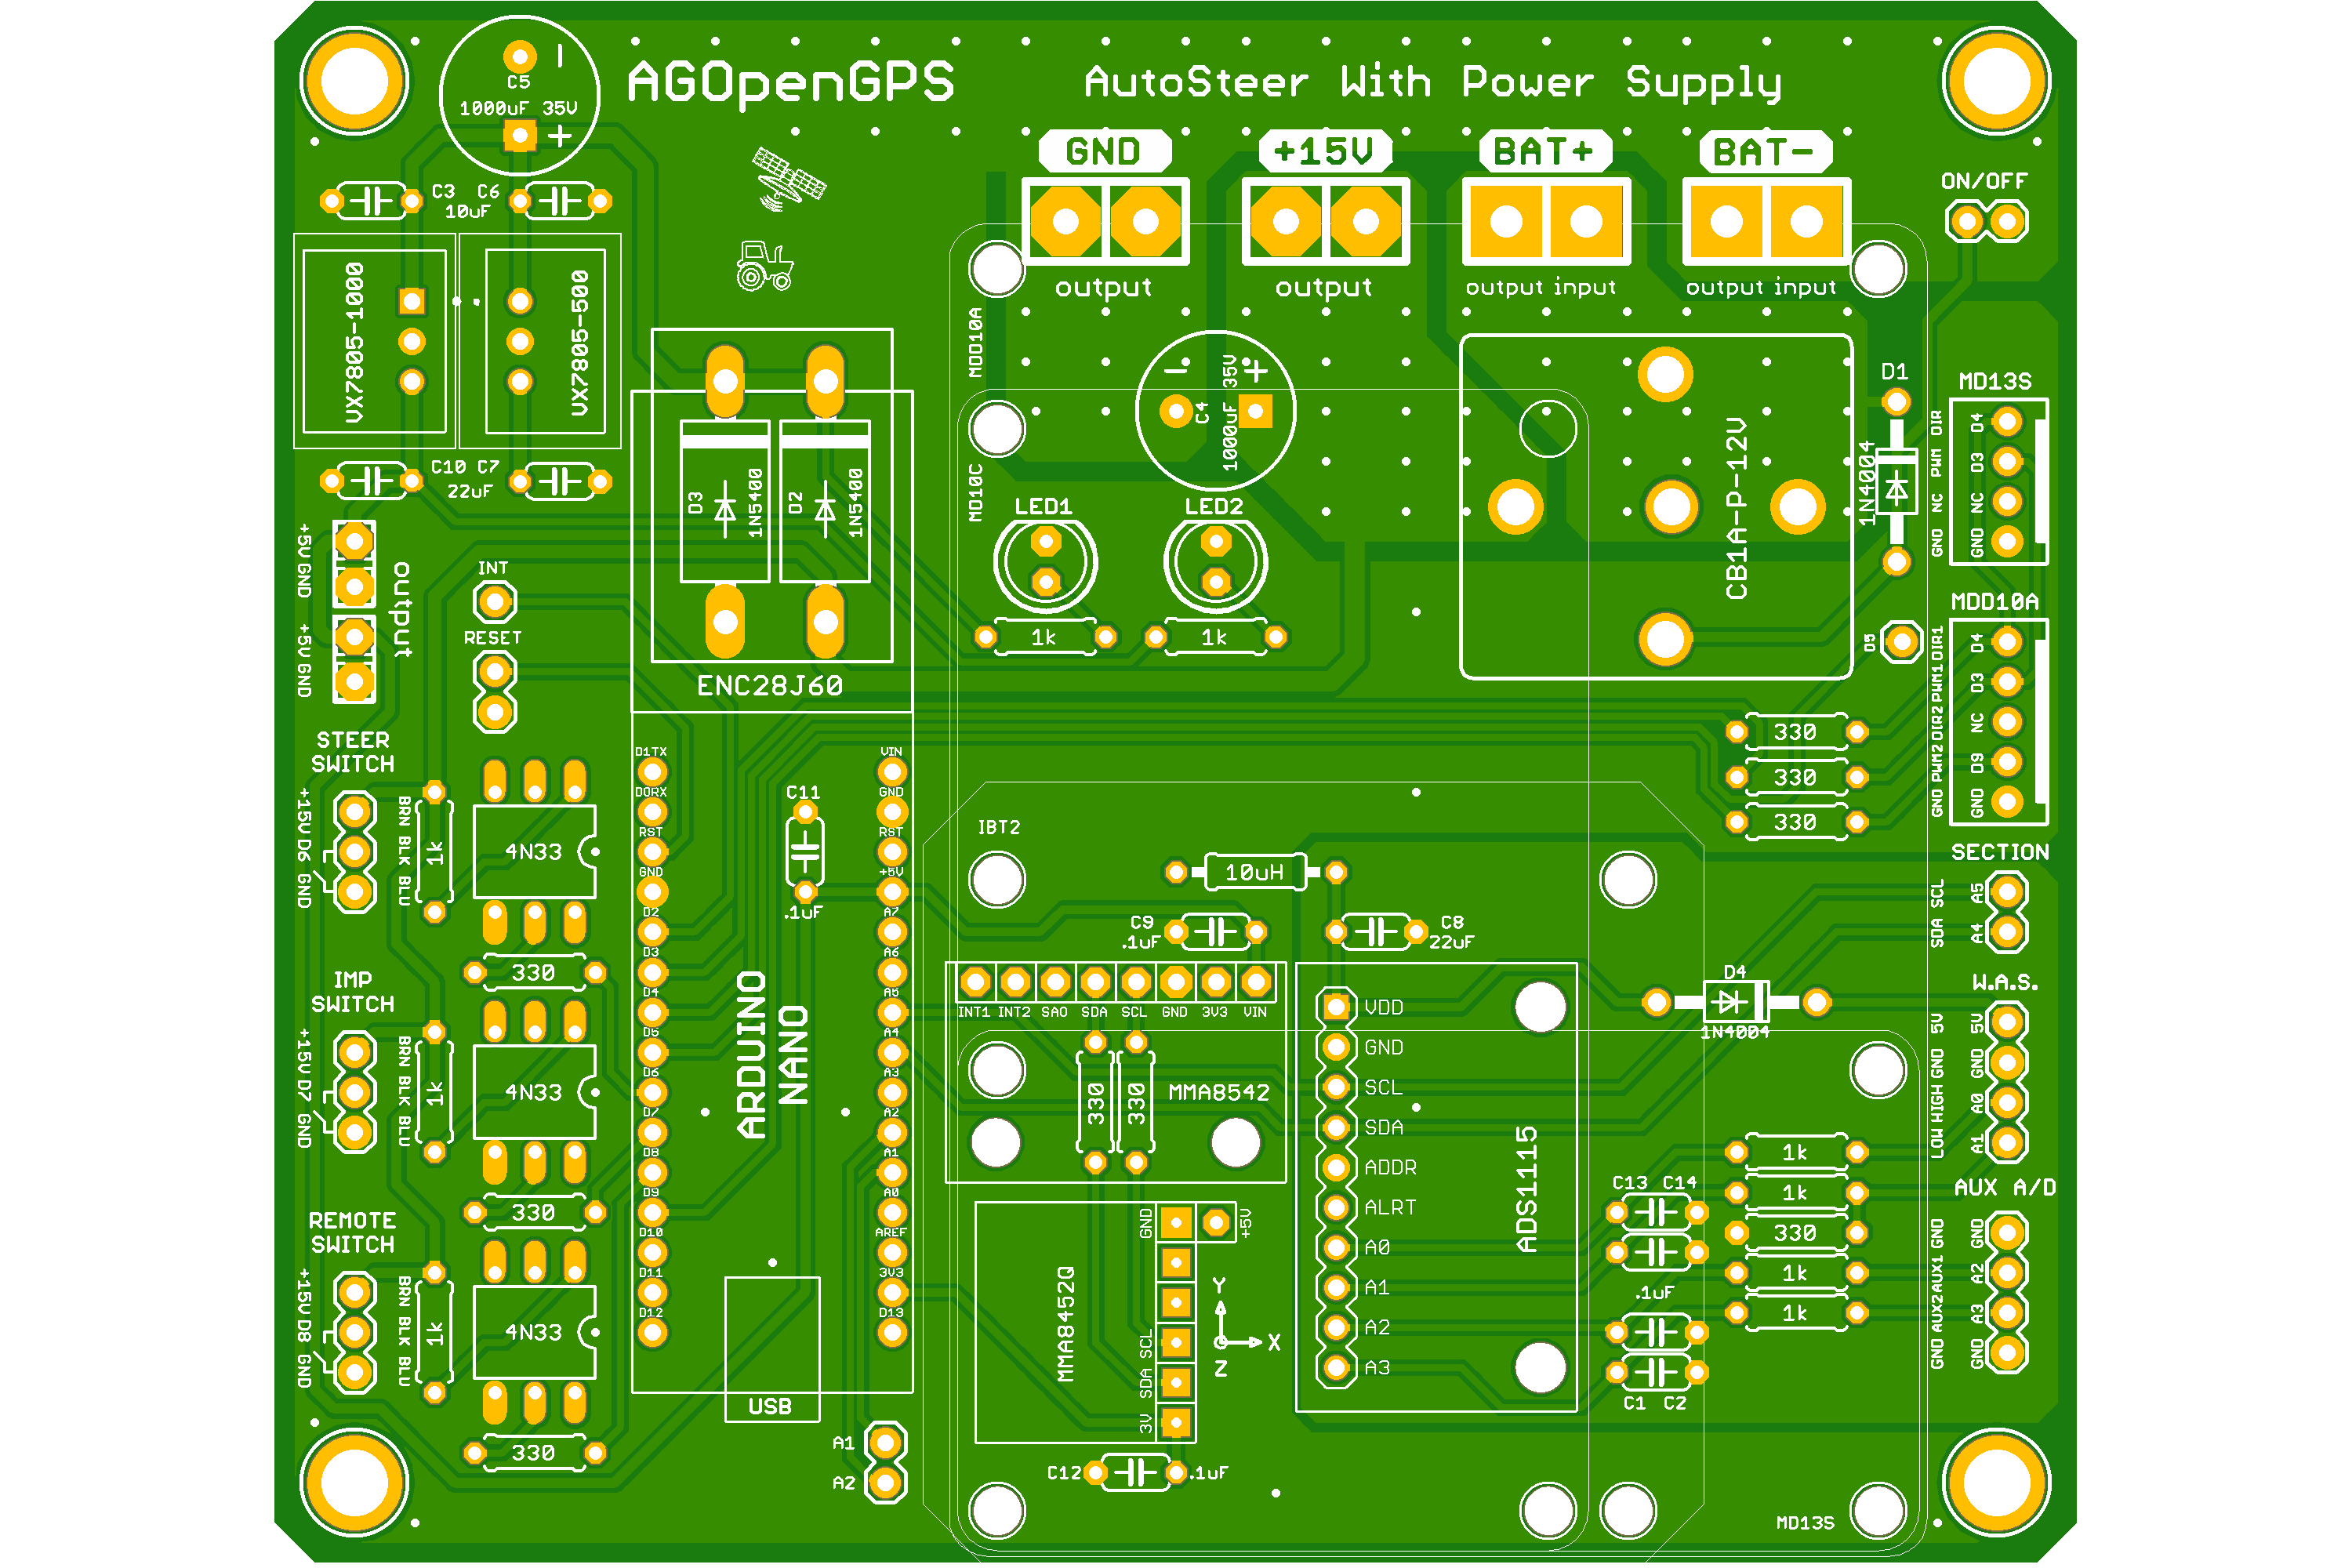 AGOpenGPS
AutoSteer With Power Supply
C5
1000uF 35V
GND
+15V
BAT+
BAT-
ON/OFF
output
output
output input
output input
C3 C6
10uF
VX7805-1000
VX7805-500
C10 C7
22uF
MDD10A
MD10C
C4
1000uF 35V
LED1
LED2
1k
1k
D3
1N5400
D2
1N5400
ENC28J60
CB1A-P-12V
D1
1N4004
MD13S
DIR D4
PWM D3
NC NC
GND GND
MDD10A
DIR1 D4
PWM1 D3
DIR2 NC
PWM2 D9
GND GND
D5
330
330
330
+5V GND
+5V GND
output
INT
RESET
STEER
SWITCH
+15V D6 GND
BRN BLK BLU
1k
4N33
330
IMP
SWITCH
+15V D7 GND
BRN BLK BLU
1k
4N33
330
REMOTE
SWITCH
+15V D8 GND
BRN BLK BLU
1k
4N33
330
D1TX
D0RX
RST
GND
D2
D3
D4
D5
D6
D7
D8
D9
D10
D11
D12
VIN
GND
RST
+5V
A7
A6
A5
A4
A3
A2
A1
A0
AREF
3V3
D13
C11
.1uF
ARDUINO
NANO
USB
A1
A2
IBT2
10uH
C9
.1uF
C8
22uF
INT1 INT2 SAO SDA SCL GND 3V3 VIN
330
330
MMA8542
MMA8452Q
GND
+5V
SCL
SDA
3V
Y
X
Z
C12
.1uF
VDD
GND
SCL
SDA
ADDR
ALRT
A0
A1
A2
A3
ADS1115
D4
1N4004
SECTION
SCL A5
SDA A4
W.A.S.
5V 5V
GND GND
HIGH A0
LOW A1
AUX A/D
GND GND
AUX1 A2
AUX2 A3
GND GND
1k
1k
330
1k
1k
C13 C14
.1uF
C1 C2
MD13S